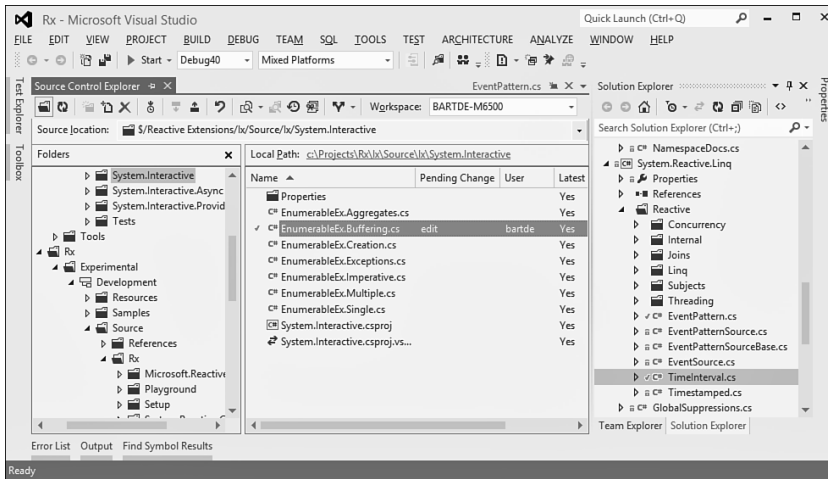 Rx - Microsoft Visual Studio
Quick Launch (Ctrl+Q)
FILE EDIT VIEW PROJECT BUILD DEBUG TEAM SQL TOOLS TEST ARCHITECTURE ANALYZE WINDOW HELP
Start Debug40 Mixed Platforms
Test Explorer
Toolbox
Source Control Explorer
EventPattern.cs
Workspace: BARTDE-M6500
Source location: $/Reactive Extensions/Ix/Source/Ix/System.Interactive
Folders
System.Interactive
System.Interactive.Async
System.Interactive.Provid
Tests
Tools
Rx
Experimental
Development
Resources
Samples
Source
References
Rx
Microsoft.Reactive
Playground
Setup
Local Path: c:\Projects\Rx\Ix\Source\Ix\System.Interactive
Name Pending Change User Latest
Properties Yes
EnumerableEx.Aggregates.cs Yes
EnumerableEx.Buffering.cs edit bartde Yes
EnumerableEx.Creation.cs Yes
EnumerableEx.Exceptions.cs Yes
EnumerableEx.Imperative.cs Yes
EnumerableEx.Multiple.cs Yes
EnumerableEx.Single.cs Yes
System.Interactive.csproj Yes
System.Interactive.csproj.vs... Yes
Solution Explorer
Search Solution Explorer (Ctrl+;)
C# NamespaceDocs.cs
C# System.Reactive.Linq
Properties
References
Reactive
Concurrency
Internal
Joins
Linq
Subjects
Threading
C# EventPattern.cs
C# EventPatternSource.cs
C# EventPatternSourceBase.cs
C# EventSource.cs
C# TimeInterval.cs
C# Timestamped.cs
C# GlobalSuppressions.cs
Team Explorer Solution Explorer
Properties
Error List Output Find Symbol Results
Ready